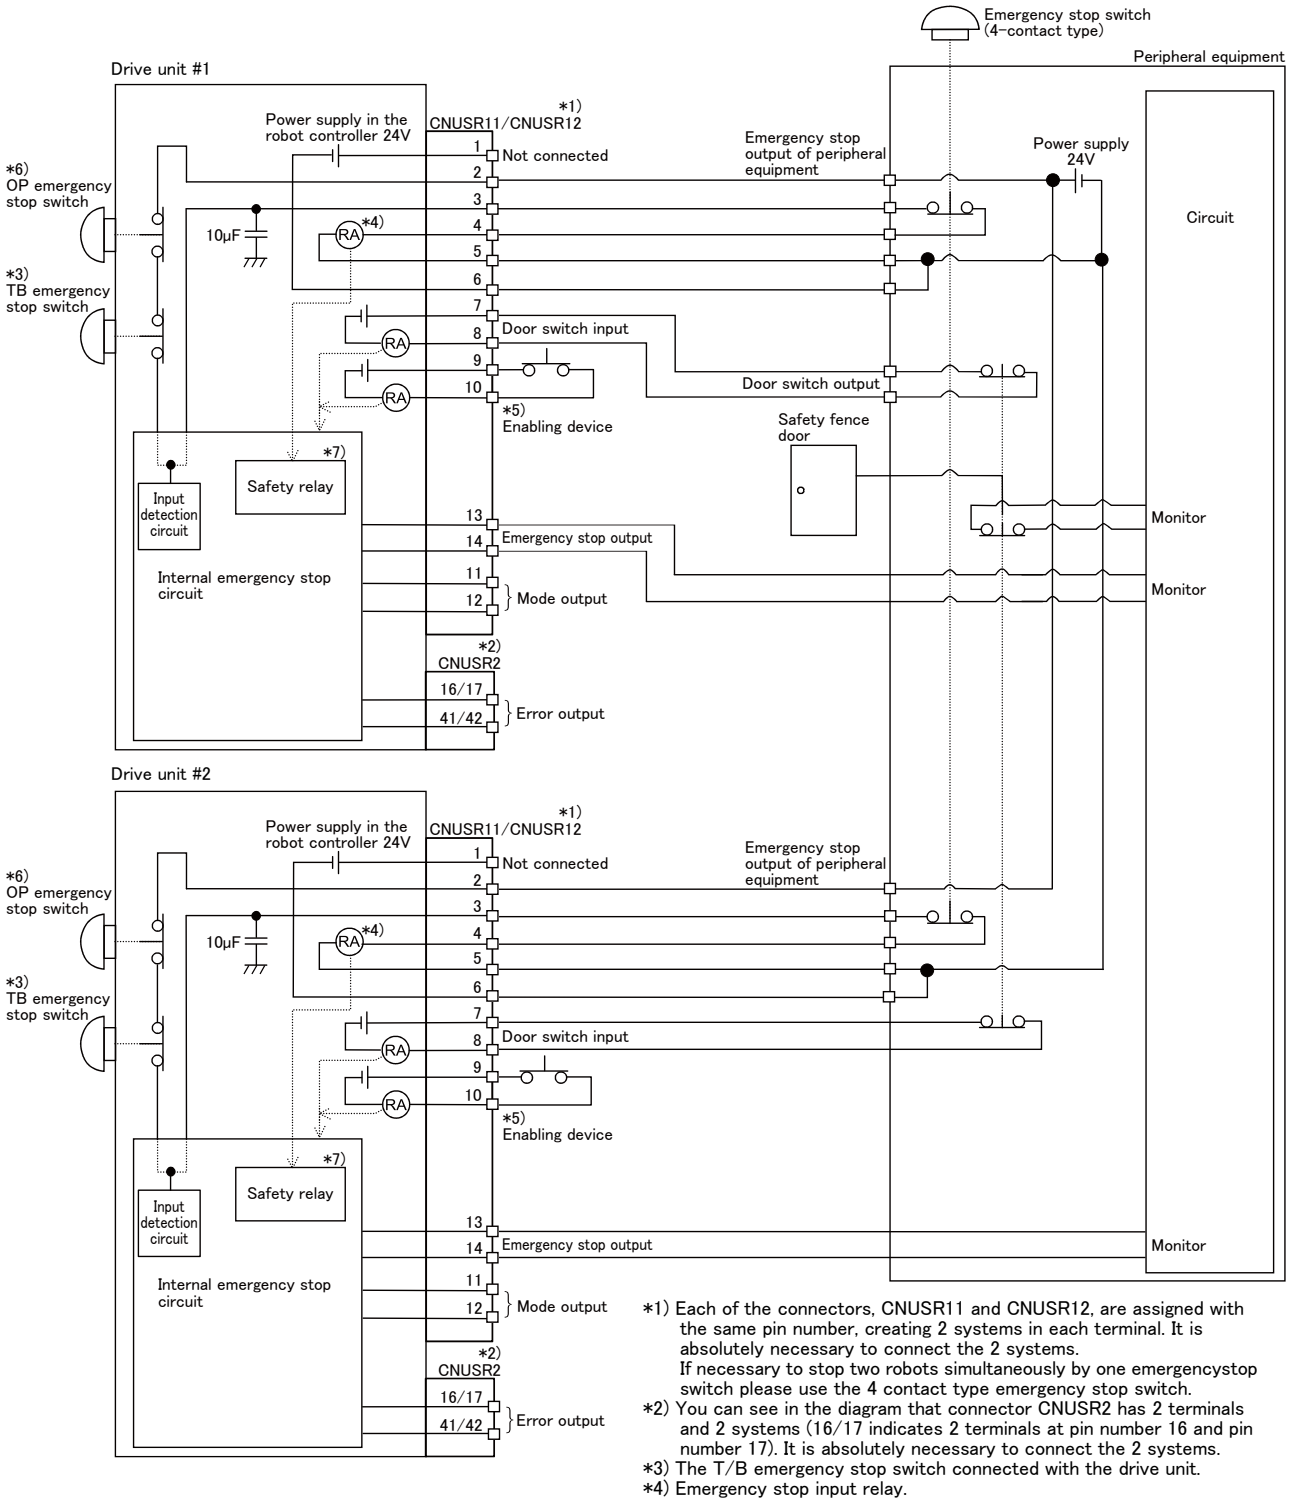 Emergency stop switch
(4-contact type)
Peripheral equipment
Drive unit #1
*1)
Power supply in the
robot controller 24V
CNUSR11/CNUSR12
Emergency stop
output of peripheral
equipment
Power supply
24V
1
Not connected
2
*6)
OP emergency
stop switch
3
*4)
RA
4
10μF
Circuit
5
*3)
TB emergency
stop switch
6
7
Door switch input
8
RA
9
10
RA
Door switch output
*5)
Enabling device
Safety fence
door
*7)
Safety relay
Input
detection
circuit
13
Emergency stop output
14
Monitor
Internal emergency stop
circuit
11
12
Mode output
Monitor
*2)
CNUSR2
16/17
41/42
Error output
Drive unit #2
*1)
Power supply in the
robot controller 24V
CNUSR11/CNUSR12
Emergency stop
output of peripheral
equipment
1
Not connected
2
*6)
OP emergency
stop switch
3
*4)
RA
4
10μF
5
*3)
TB emergency
stop switch
6
7
Door switch input
8
RA
9
10
RA
*5)
Enabling device
*7)
Safety relay
Input
detection
circuit
13
Emergency stop output
14
Monitor
Internal emergency stop
circuit
11
12
Mode output
*2)
CNUSR2
16/17
41/42
Error output
*1) Each of the connectors, CNUSR11 and CNUSR12, are assigned with
the same pin number, creating 2 systems in each terminal. It is
absolutely necessary to connect the 2 systems.
If necessary to stop two robots simultaneously by one emergencystop
switch please use the 4 contact type emergency stop switch.
*2) You can see in the diagram that connector CNUSR2 has 2 terminals
and 2 systems (16/17 indicates 2 terminals at pin number 16 and pin
number 17). It is absolutely necessary to connect the 2 systems.
*3) The T/B emergency stop switch connected with the drive unit.
*4) Emergency stop input relay.